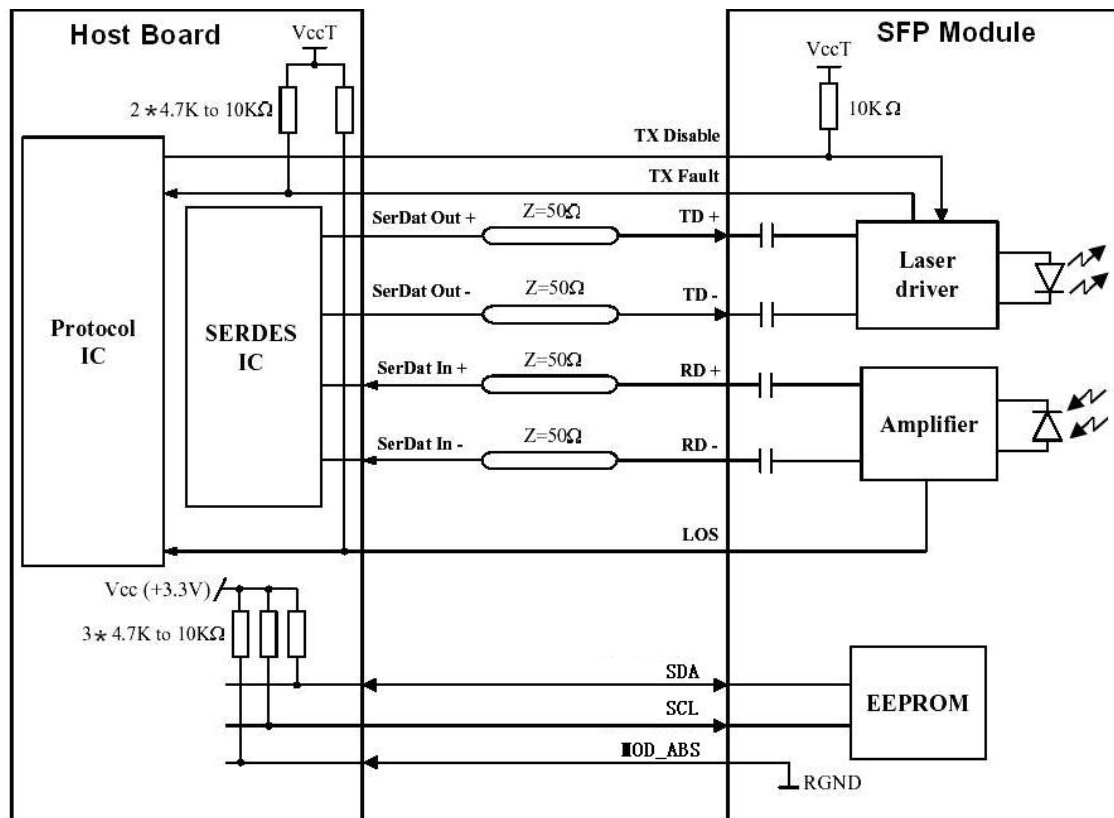 Host Board
SFP Module
VccT
VccT
2*4.7K to 10KΩ
10KΩ
TX Disable
TX Fault
SerDat Out +
Z=50Ω
TD +
SerDat Out -
Z=50Ω
TD -
Laser
driver
Protocol
IC
SERDES
IC
SerDat In +
Z=50Ω
RD +
SerDat In -
Z=50Ω
RD -
Amplifier
LOS
Vcc (+3.3V)
3*4.7K to 10KΩ
SDA
SCL
MOD_ABS
EEPROM
RGND